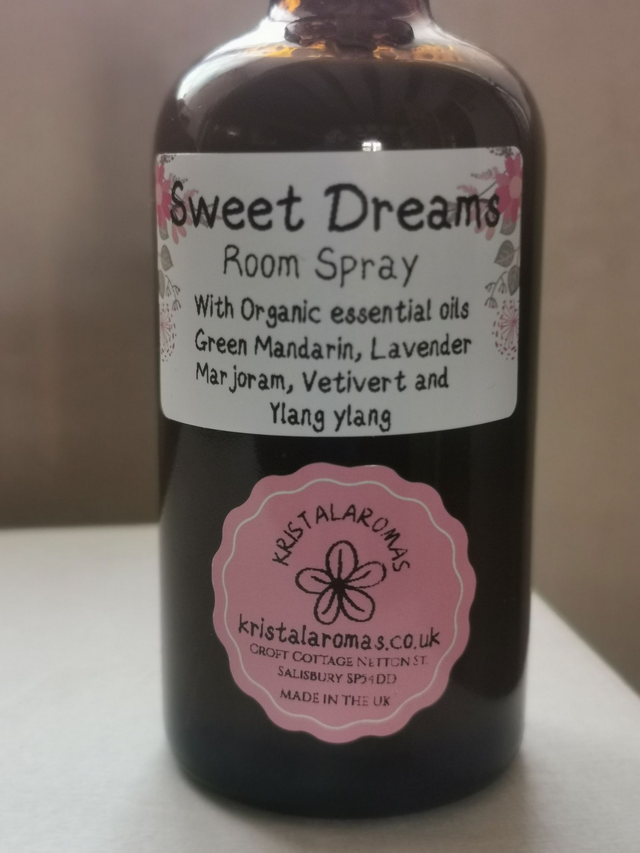 Sweet Dreams
Room Spray
With Organic essential oils
Green Mandarin, Lavender
Marjoram, Vetivert and
Ylang ylang
KRISTALAROMAS
kristalaromas.co.uk
CROFT COTTAGE NETTON ST.
SALISBURY SP54DD
MADE IN THE UK